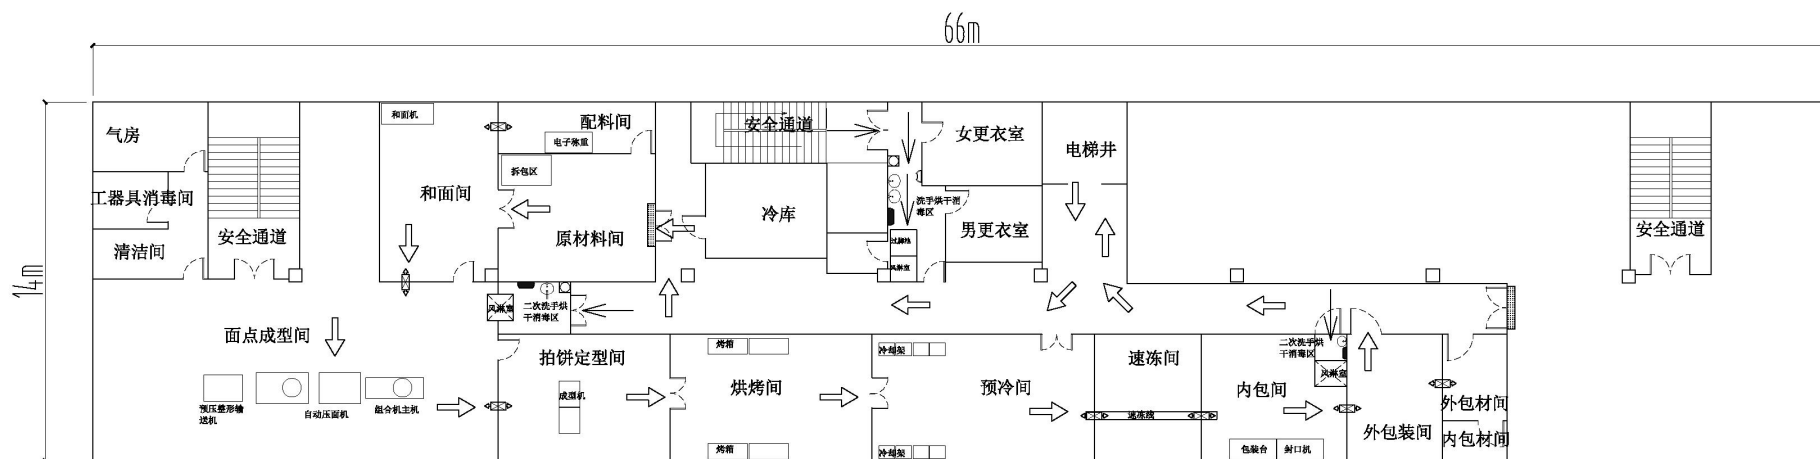 66m
14m
气房
工器具消毒间
清洁间
安全通道
和面机
和面间
配料间
电子称重
拆包区
原材料间
安全通道
冷库
洗手烘干消
毒区
过脚池
风淋室
女更衣室
男更衣室
电梯井
安全通道
面点成型间
预压整形输
送机
自动压面机
组合机主机
风淋室
二次洗手烘
干消毒区
拍饼定型间
成型机
烤箱
烘烤间
烤箱
冷却架
预冷间
冷却架
速冻间
速冻线
内包间
二次洗手烘
干消毒区
风淋室
包装台
封口机
外包装间
外包材间
内包材间